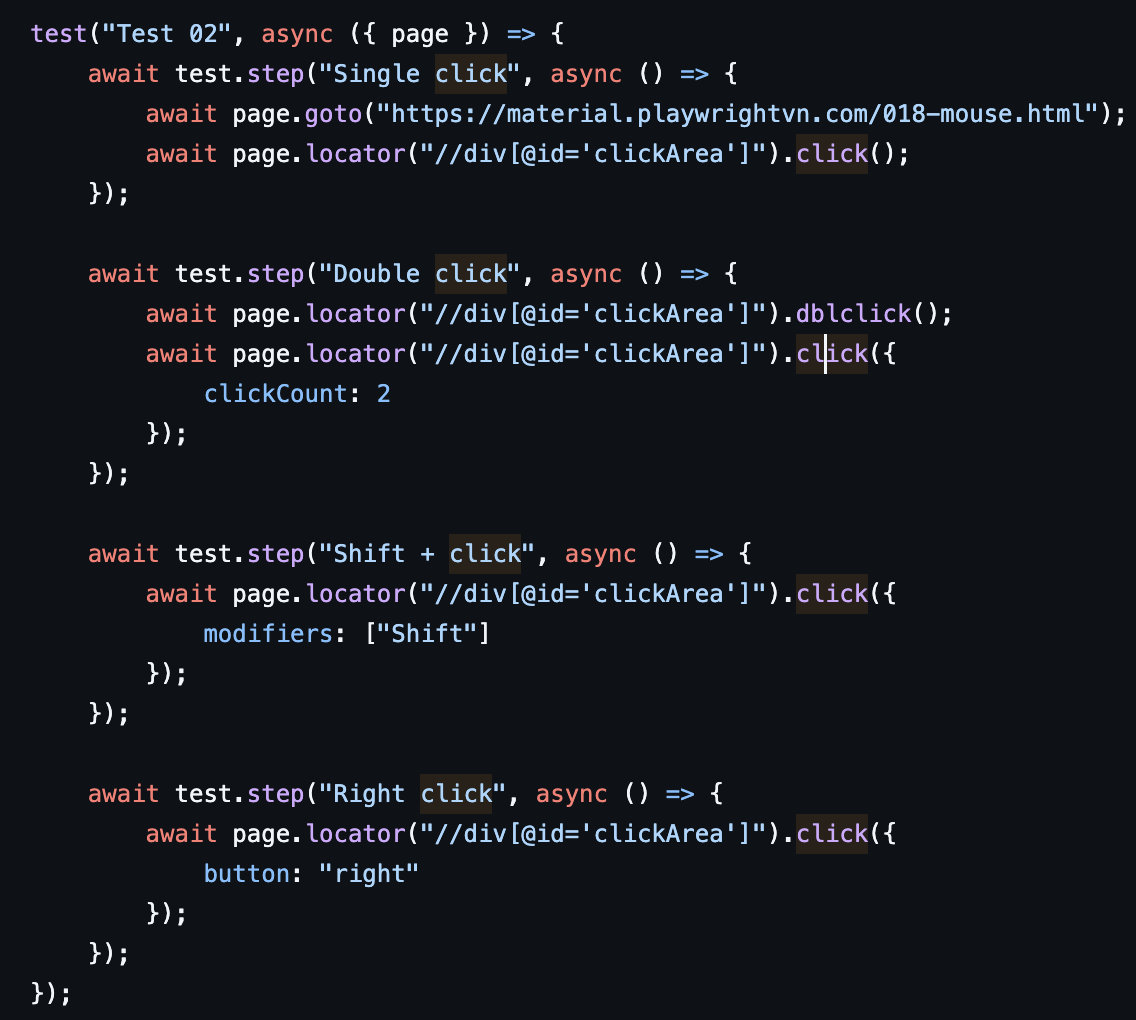 test("Test 02", async ({ page }) => {
    await test.step("Single click", async () => {
        await page.goto("https://material.playwrightvn.com/018-mouse.html");
        await page.locator("//div[@id='clickArea']").click();
    });

    await test.step("Double click", async () => {
        await page.locator("//div[@id='clickArea']").dblclick();
        await page.locator("//div[@id='clickArea']").click({
            clickCount: 2
        });
    });

    await test.step("Shift + click", async () => {
        await page.locator("//div[@id='clickArea']").click({
            modifiers: ["Shift"]
        });
    });

    await test.step("Right click", async () => {
        await page.locator("//div[@id='clickArea']").click({
            button: "right"
        });
    });
});